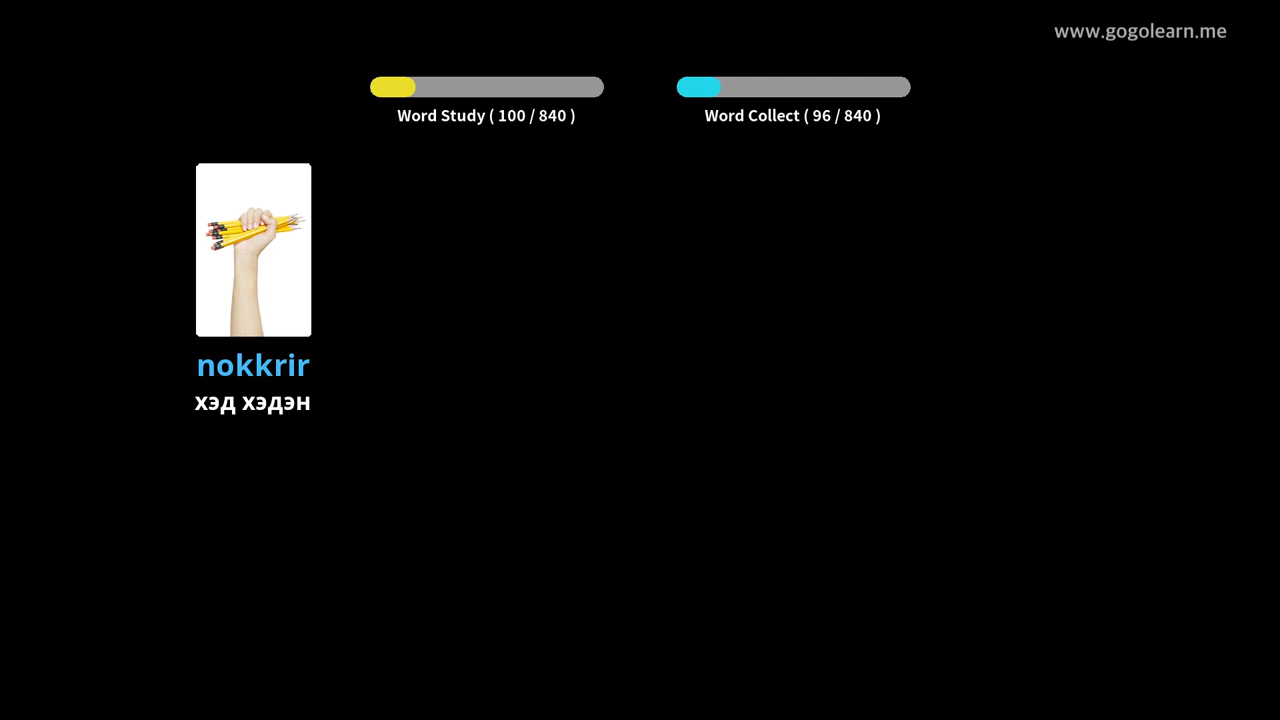 www.gogolearn.me
Word Study ( 100 / 840 )
Word Collect ( 96 / 840 )
nokkrir
хэд хэдэн